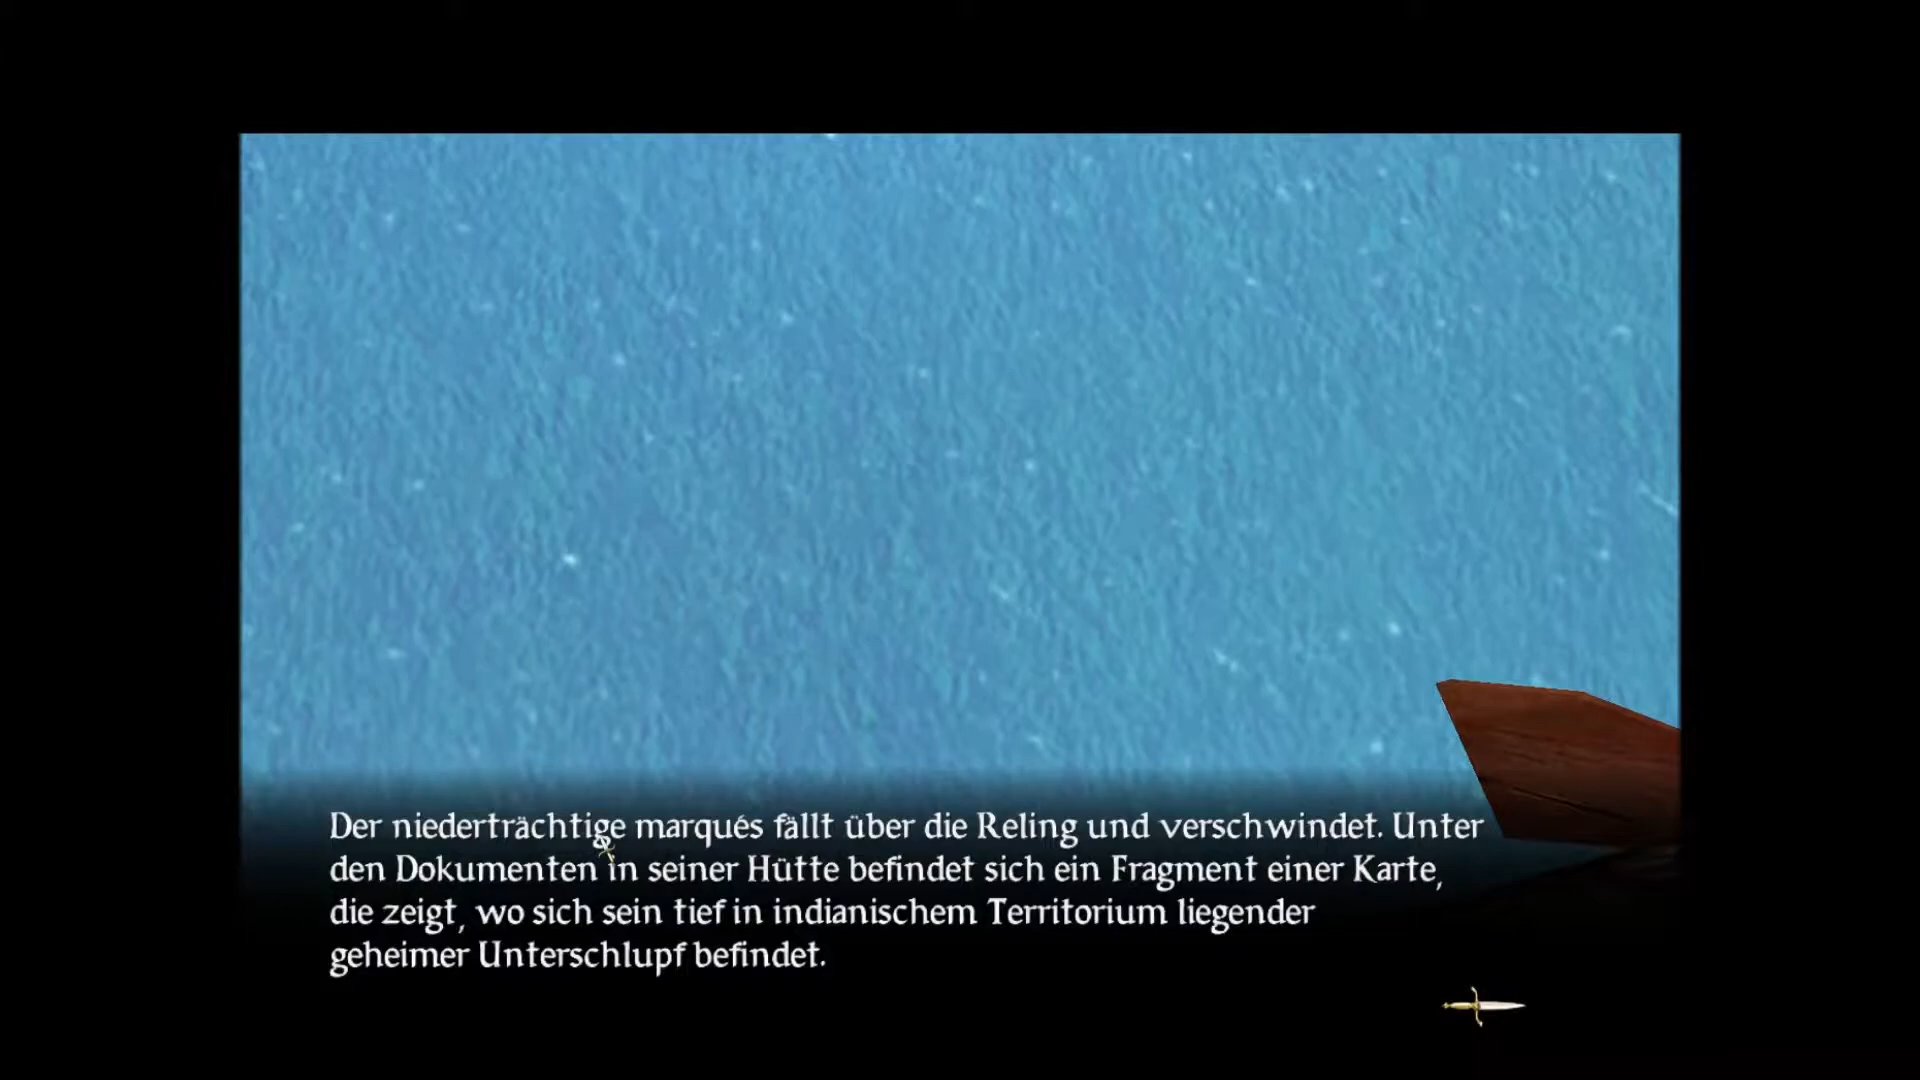 Der niederträchtige marqués fällt über die Reling und verschwindet. Unter
den Dokumenten in seiner Hütte befindet sich ein Fragment einer Karte,
die zeigt, wo sich sein tief in indianischem Territorium liegender
geheimer Unterschlupf befindet.